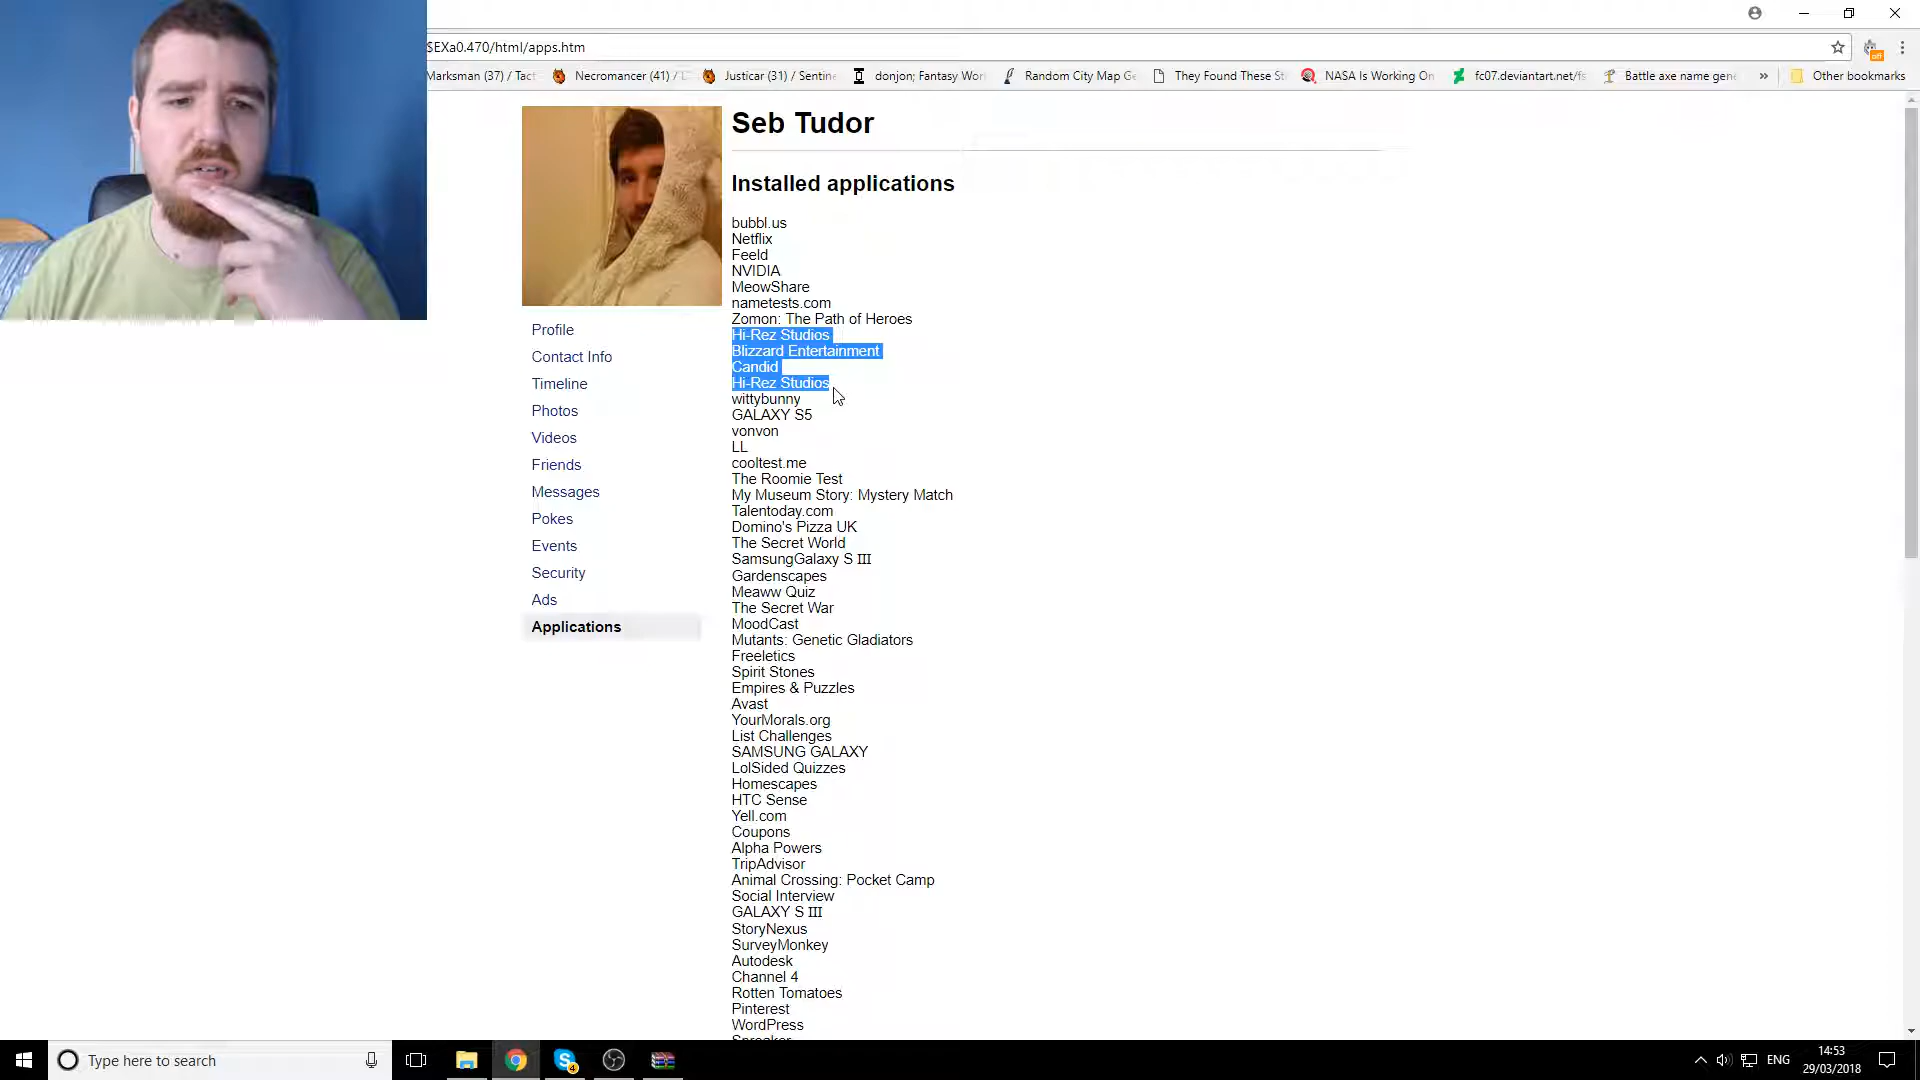 $EXa0.470/html/apps.htm
Marksman (37) / Tact
Necromancer (41) / L
Justicar (31) / Sentine
donjon; Fantasy Wor
Random City Map Ge
They Found These St
NASA Is Working On
fc07.deviantart.net/fs
Battle axe name gene
»
Other bookmarks
off
Seb Tudor
Installed applications
bubbl.us
Netflix
Feeld
NVIDIA
MeowShare
nametests.com
Zomon: The Path of Heroes
Hi-Rez Studios
Blizzard Entertainment
Candid
Hi-Rez Studios
wittybunny
GALAXY S5
vonvon
LL
cooltest.me
The Roomie Test
My Museum Story: Mystery Match
Talentoday.com
Domino's Pizza UK
The Secret World
SamsungGalaxy S III
Gardenscapes
Meaww Quiz
The Secret War
MoodCast
Mutants: Genetic Gladiators
Freeletics
Spirit Stones
Empires & Puzzles
Avast
YourMorals.org
List Challenges
SAMSUNG GALAXY
LolSided Quizzes
Homescapes
HTC Sense
Yell.com
Coupons
Alpha Powers
TripAdvisor
Animal Crossing: Pocket Camp
Social Interview
GALAXY S III
StoryNexus
SurveyMonkey
Autodesk
Channel 4
Rotten Tomatoes
Pinterest
WordPress
Profile
Contact Info
Timeline
Photos
Videos
Friends
Messages
Pokes
Events
Security
Ads
Applications
Type here to search
4
ENG
14:53
29/03/2018